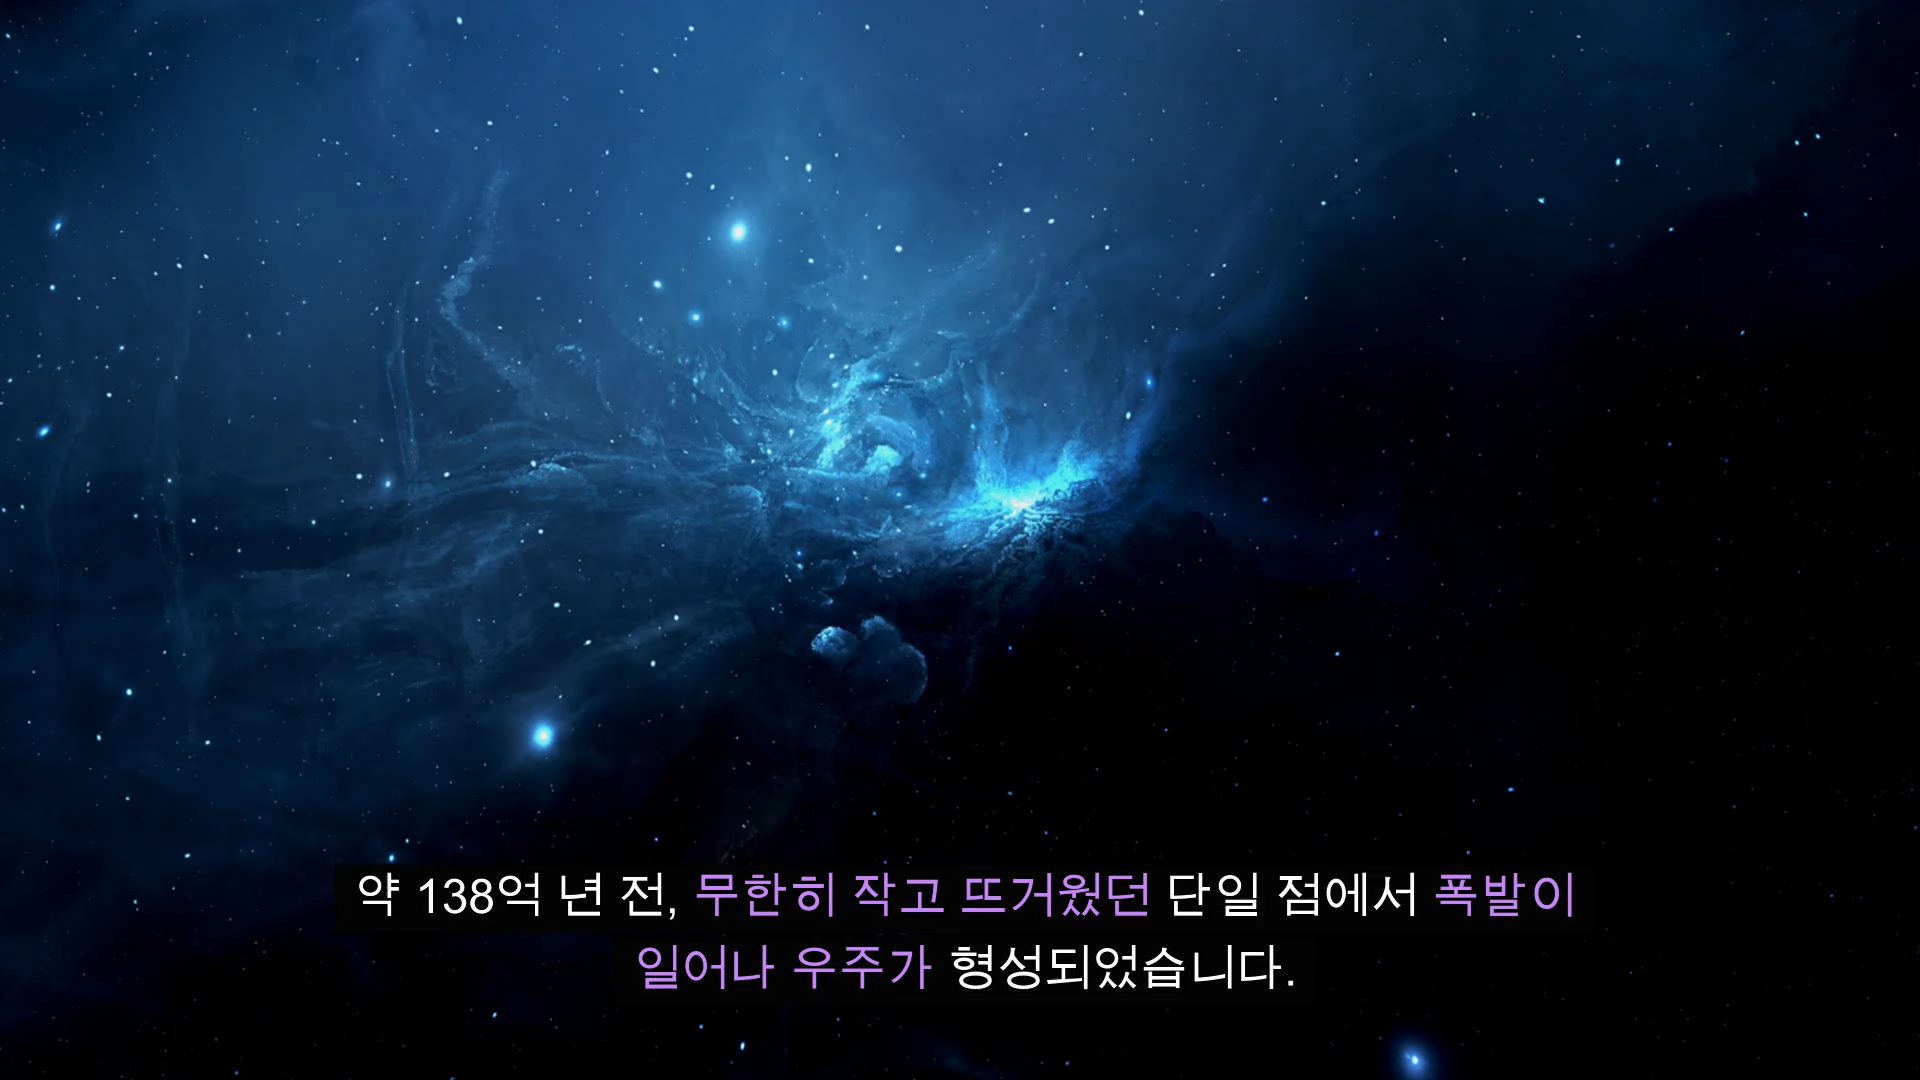 약 138억 년 전, 무한히 작고 뜨거웠던 단일 점에서 폭발이
일어나 우주가 형성되었습니다.